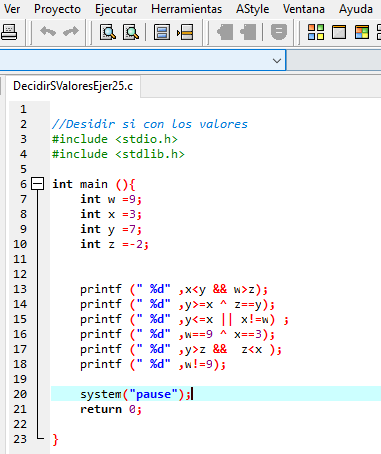 Ver Proyecto Ejecutar Herramientas AStyle Ventana Ayuda
DecidirSValoresEjer25.c
1
2 //Desidir si con los valores
3 #include <stdio.h>
4 #include <stdlib.h>
5
6 int main (){
7 int w =9;
8 int x =3;
9 int y =7;
10 int z =-2;
11
12
13 printf (" %d" ,x<y && w>z);
14 printf (" %d" ,y>=x ^ z==y);
15 printf (" %d" ,y<=x || x!=w) ;
16 printf (" %d" ,w==9 ^ x==3);
17 printf (" %d" ,y>z && z<x );
18 printf (" %d" ,w!=9);
19
20 system("pause");
21 return 0;
22
23 }